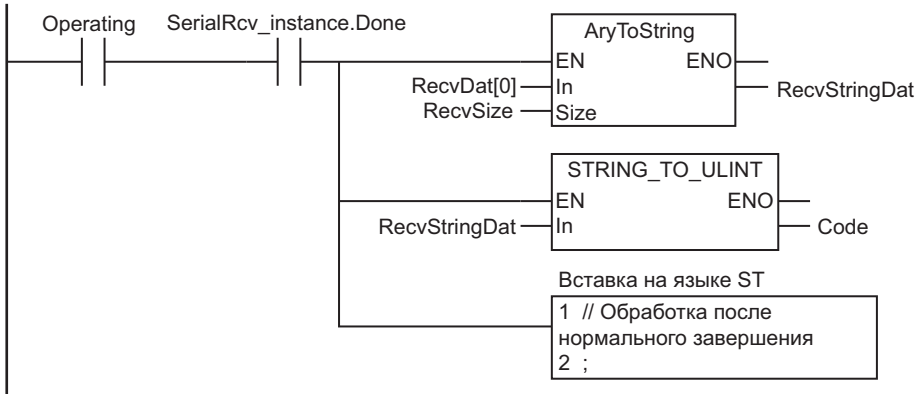 Operating
SerialRcv_instance.Done
AryToString
EN ENO
RecvDat[0] In RecvStringDat
RecvSize Size
STRING_TO_ULINT
EN ENO
RecvStringDat In Code
Вставка на языке ST
1 // Обработка после
нормального завершения
2 ;